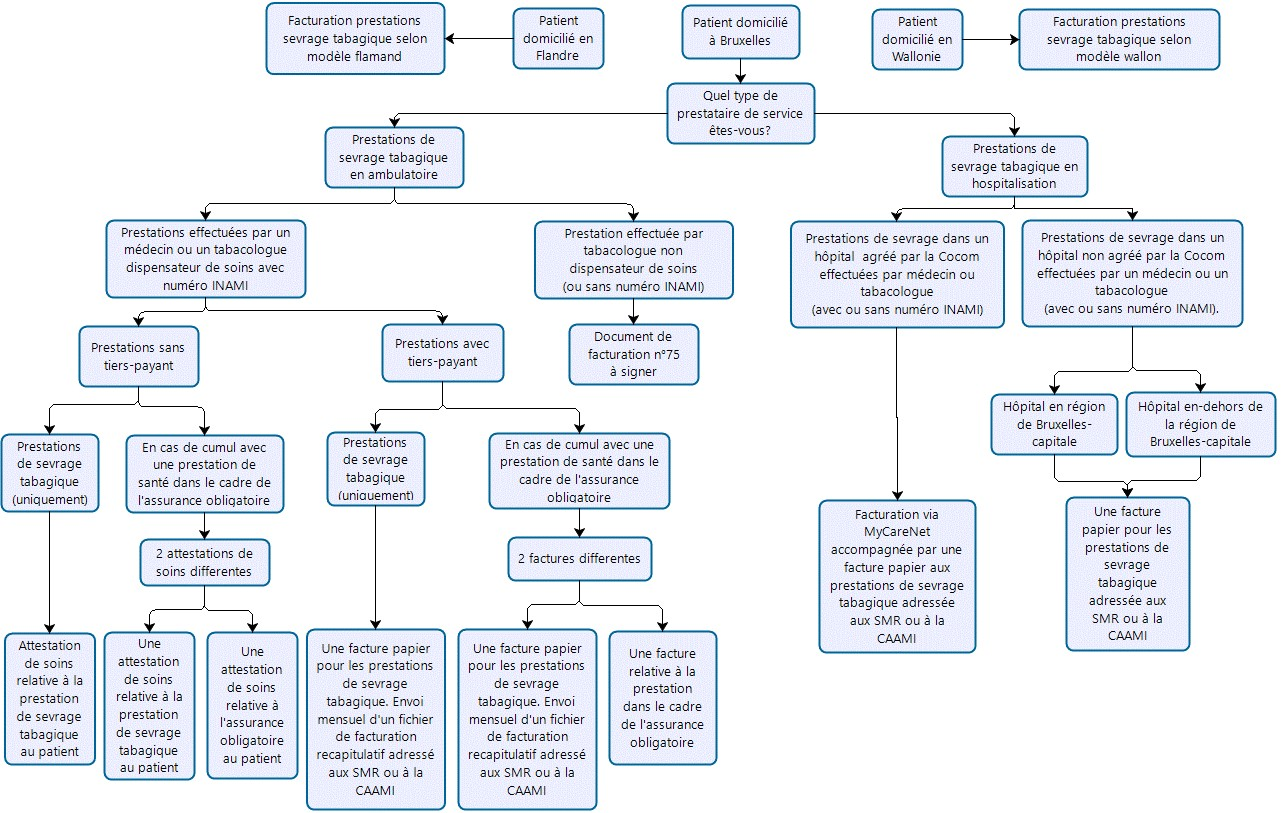 Facturation prestations
sevrage tabagique selon
modèle flamand
Patient
domicilié en
Flandre
Patient domicilié
à Bruxelles
Patient
domicilié en
Wallonie
Facturation prestations
sevrage tabagique selon
modèle wallon
Quel type de
prestataire de service
êtes-vous?
Prestations de
sevrage tabagique
en ambulatoire
Prestations de
sevrage tabagique en
hospitalisation
Prestations effectuées par un
médecin ou un tabacologue
dispensateur de soins avec
numéro INAMI
Prestation effectuée par
tabacologue non
dispensateur de soins
(ou sans numéro INAMI)
Prestations de sevrage dans un
hôpital agréé par la Cocom
effectuées par médecin ou
tabacologue
(avec ou sans numéro INAMI)
Prestations de sevrage dans un
hôpital non agréé par la Cocom
effectuées par un médecin ou un
tabacologue
(avec ou sans numéro INAMI).
Prestations sans
tiers-payant
Prestations avec
tiers-payant
Document de
facturation n°75
à signer
Hôpital en région
de Bruxelles-
capitale
Hôpital en-dehors de
la région de
Bruxelles-capitale
Prestations
de sevrage
tabagique
(uniquement)
En cas de cumul avec
une prestation de
santé dans le cadre de
l'assurance obligatoire
Prestations
de sevrage
tabagique
(uniquement)
En cas de cumul avec une
prestation de santé dans le
cadre de l'assurance
obligatoire
Facturation via
MyCareNet
accompagnée par une
facture papier aux
prestations de sevrage
tabagique adressée
aux SMR ou à la
CAAMI
Une facture
papier pour les
prestations de
sevrage
tabagique
adressée aux
SMR ou à la
CAAMI
2 attestations de
soins differentes
2 factures differentes
Attestation
de soins
relative à la
prestation
de sevrage
tabagique
au patient
Une
attestation
de soins
relative à la
prestation
de sevrage
tabagique
au patient
Une
attestation
de soins
relative à
l'assurance
obligatoire
au patient
Une facture papier
pour les prestations
de sevrage
tabagique. Envoi
mensuel d'un fichier
de facturation
recapitulatif adressé
aux SMR ou à la
CAAMI
Une facture papier
pour les prestations
de sevrage
tabagique. Envoi
mensuel d'un fichier
de facturation
recapitulatif adressé
aux SMR ou à la
CAAMI
Une facture
relative à la
prestation
dans le cadre
de l'assurance
obligatoire